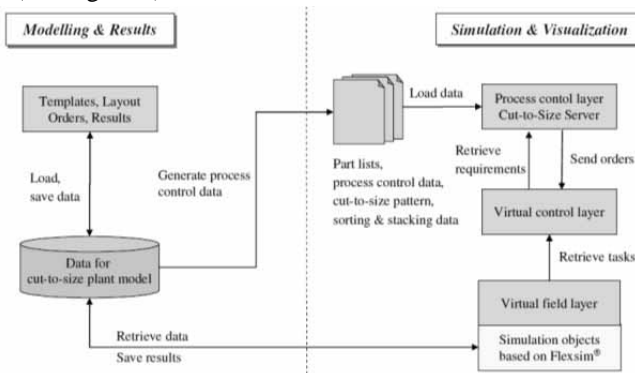 Modelling & Results
Simulation & Visualization
Templates, Layout
Orders, Results
Load,
save data
Generate process
control data
Data for
cut-to-size plant model
Retrieve data
Save results
Part lists,
process control data,
cut-to-size pattern,
sorting & stacking data
Load data
Process contol layer
Cut-to-Size Server
Retrieve
requirements
Send orders
Virtual control layer
Retrieve tasks
Virtual field layer
Simulation objects
based on Flexsim®